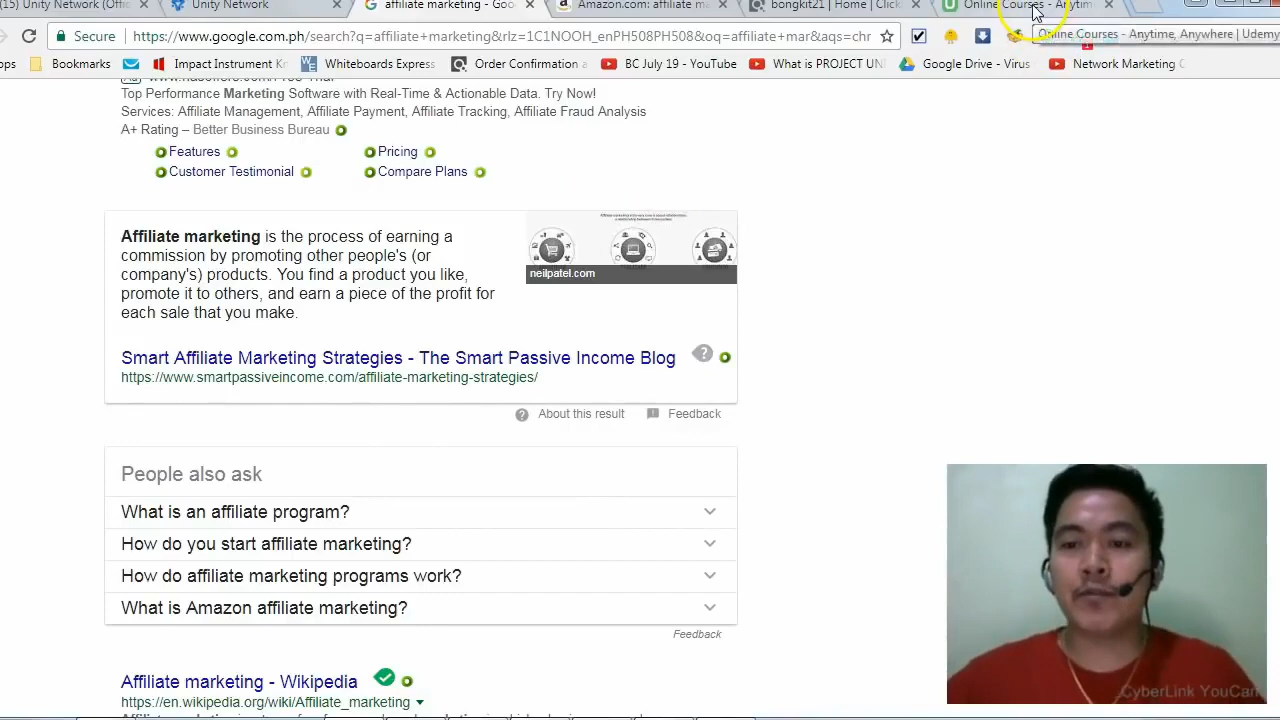 (5) Unity Network (Offici
Unity Network
affiliate marketing - Goo
Amazon.com: affiliate m
bonprix | Home | Click
Online Courses - Anytim
Secure
https://www.google.com.ph/search?q=affiliate+marketing&rlz=1C1NOOH_enPH508PH508&oq=affiliate+mar&aqs=chr
Online Courses - Anytime, Anywhere | Udemy
Bookmarks
Impact Instrument K
Whitepress Express
Order Confirmation
BC July 19 - YouTube
What is PROJECT UN
Google Drive - Virus
Network Marketing C
Ad
Top Performance Marketing Software with Real-Time & Actionable Data. Try Now!
Services: Affiliate Management, Affiliate Payment, Affiliate Tracking, Affiliate Fraud Analysis
A+ Rating – Better Business Bureau
Features
Pricing
Customer Testimonial
Compare Plans
Affiliate marketing is the process of earning a
commission by promoting other people's (or
company's) products. You find a product you like,
promote it to others, and earn a piece of the profit for
each sale that you make.
neilpatel.com
Smart Affiliate Marketing Strategies - The Smart Passive Income Blog
https://www.smartpassiveincome.com/affiliate-marketing-strategies/
About this result
Feedback
People also ask
What is an affiliate program?
How do you start affiliate marketing?
How do affiliate marketing programs work?
What is Amazon affiliate marketing?
Feedback
Affiliate marketing - Wikipedia
https://en.wikipedia.org/wiki/Affiliate_marketing
CyberLink YouCam